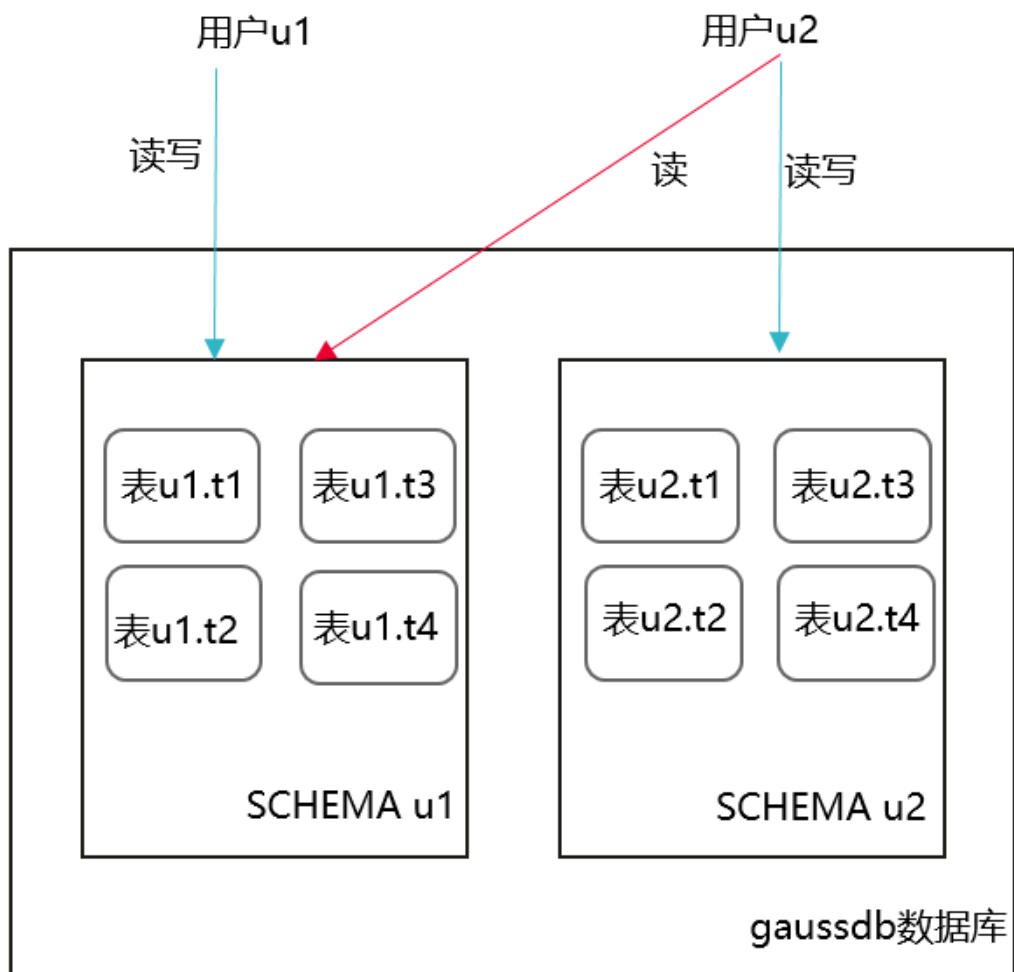 用户u1
用户u2
读写
读
读写
表u1.t1
表u1.t3
表u2.t1
表u2.t3
表u1.t2
表u1.t4
表u2.t2
表u2.t4
SCHEMA u1
SCHEMA u2
gaussdb数据库